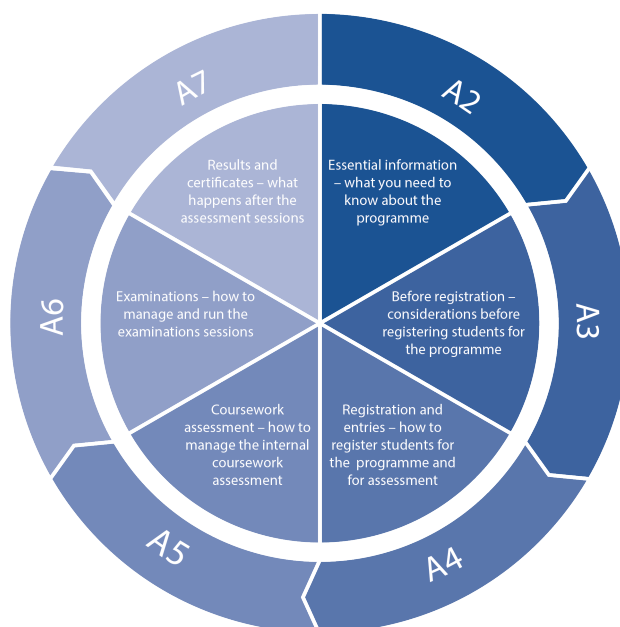 A2
Essential information
– what you need to
know about the
programme
A3
Before registration –
considerations before
registering students for
the programme
A4
Registration and
entries – how to
register students for
the  programme and
for assessment
A5
Coursework
assessment – how to
manage the internal
coursework
assessment
A6
Examinations – how to
manage and run the
examinations sessions
A7
Results and
certificates – what
happens after the
assessment sessions